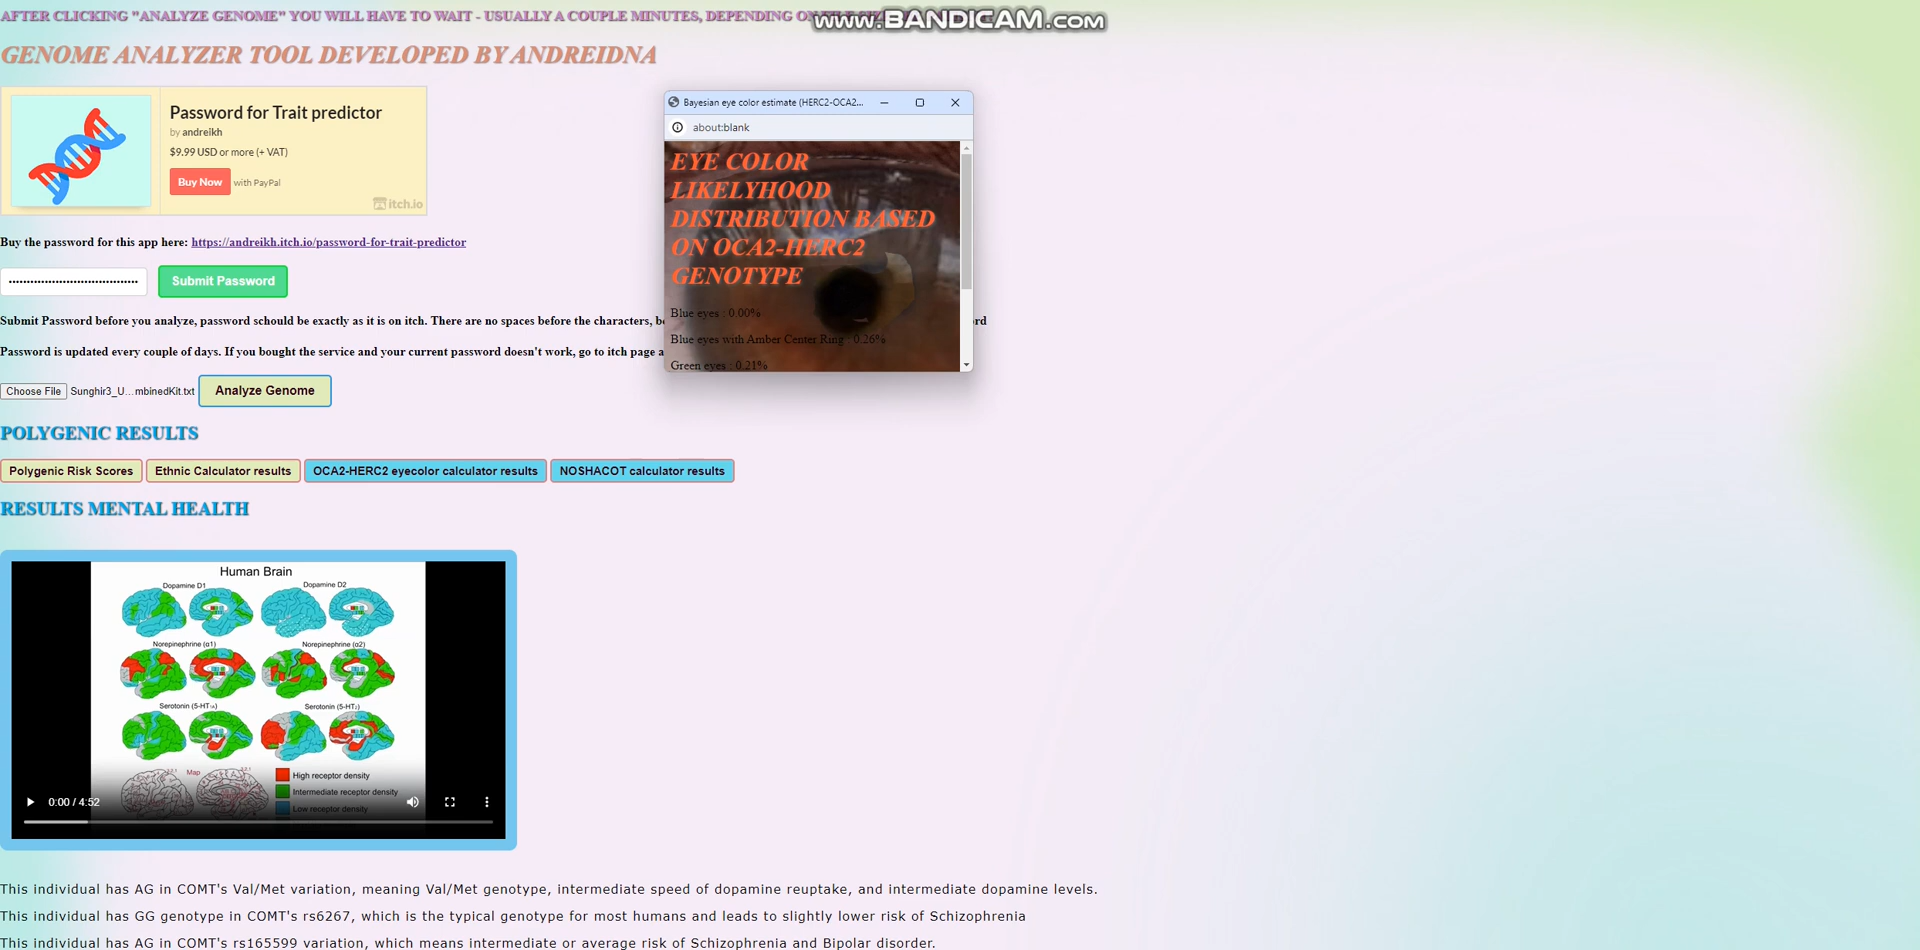 AFTER CLICKING "ANALYZE GENOME" YOU WILL HAVE TO WAIT - USUALLY A COUPLE MINUTES, DEPENDING
www.BANDICAM.com
GENOME ANALYZER TOOL DEVELOPED BY ANDREIDNA
Password for Trait predictor
by andreikh
$9.99 USD or more (+ VAT)
Buy Now with PayPal
itch.io
Bayesian eye color estimate (HERC2-OCA2...
about:blank
EYE COLOR
LIKELYHOOD
DISTRIBUTION BASED
ON OCA2-HERC2
GENOTYPE
Blue eyes : 0.00%
Blue eyes with Amber Center Ring : 0.26%
Green eyes : 0.21%
Buy the password for this app here: https://andreikh.itch.io/password-for-trait-predictor
Submit Password
Submit Password before you analyze, password schould be exactly as it is on itch. There are no spaces before the characters,
Password is updated every couple of days. If you bought the service and your current password doesn't work, go to itch page a
Choose File Sunghir3_U...mbinedKit.txt Analyze Genome
POLYGENIC RESULTS
Polygenic Risk Scores Ethnic Calculator results OCA2-HERC2 eyecolor calculator results NOSHACOT calculator results
RESULTS MENTAL HEALTH
Human Brain
Dopamine D1 Dopamine D2
Norepinephrine (α1) Norepinephrine (α2)
Serotonin (5-HT1A) Serotonin (5-HT2)
Map
High receptor density
Intermediate receptor density
Low receptor density
0:00 / 4:52
This individual has AG in COMT's Val/Met variation, meaning Val/Met genotype, intermediate speed of dopamine reuptake, and intermediate dopamine levels.
This individual has GG genotype in COMT's rs6267, which is the typical genotype for most humans and leads to slightly lower risk of Schizophrenia
This individual has AG in COMT's rs165599 variation, which means intermediate or average risk of Schizophrenia and Bipolar disorder.